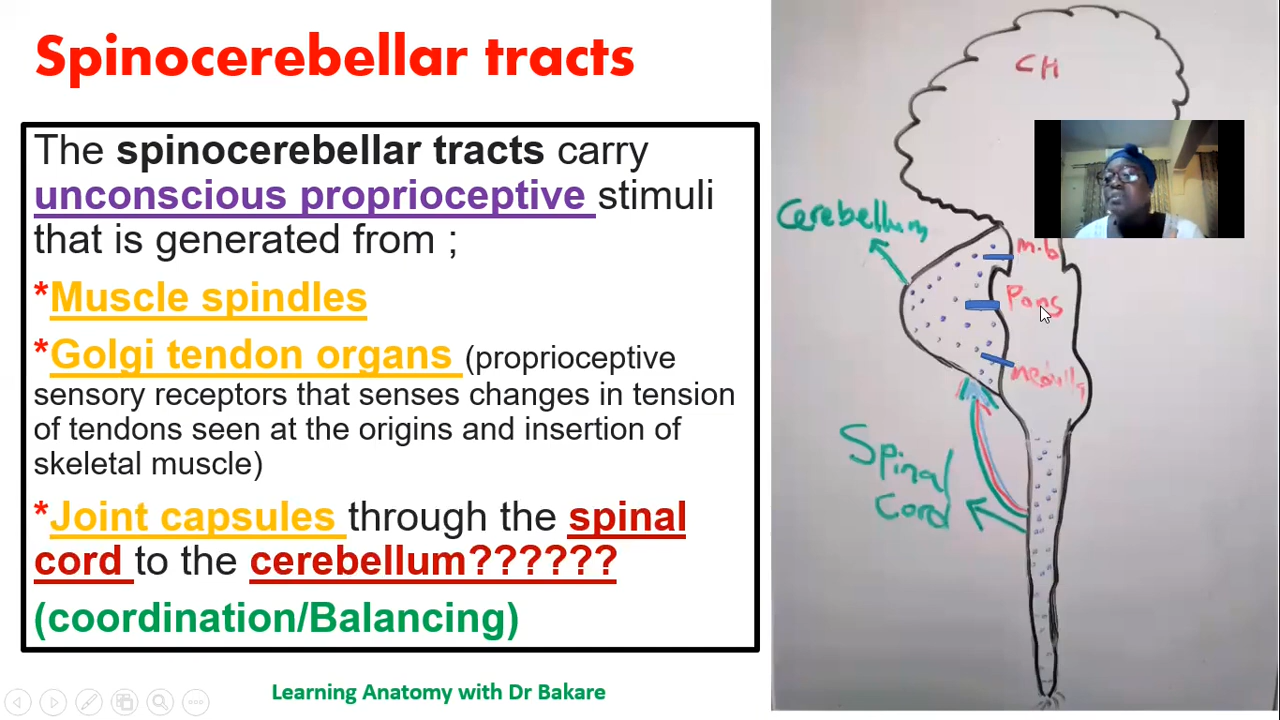 Spinocerebellar tracts
The spinocerebellar tracts carry
unconscious proprioceptive stimuli
that is generated from ;
*Muscle spindles
*Golgi tendon organs (proprioceptive
sensory receptors that senses changes in tension
of tendons seen at the origins and insertion of
skeletal muscle)
*Joint capsules through the spinal
cord to the cerebellum??????
(coordination/Balancing)
Learning Anatomy with Dr Bakare
CH
Cerebellum
m.b
Pons
medulla
Spinal
Cord